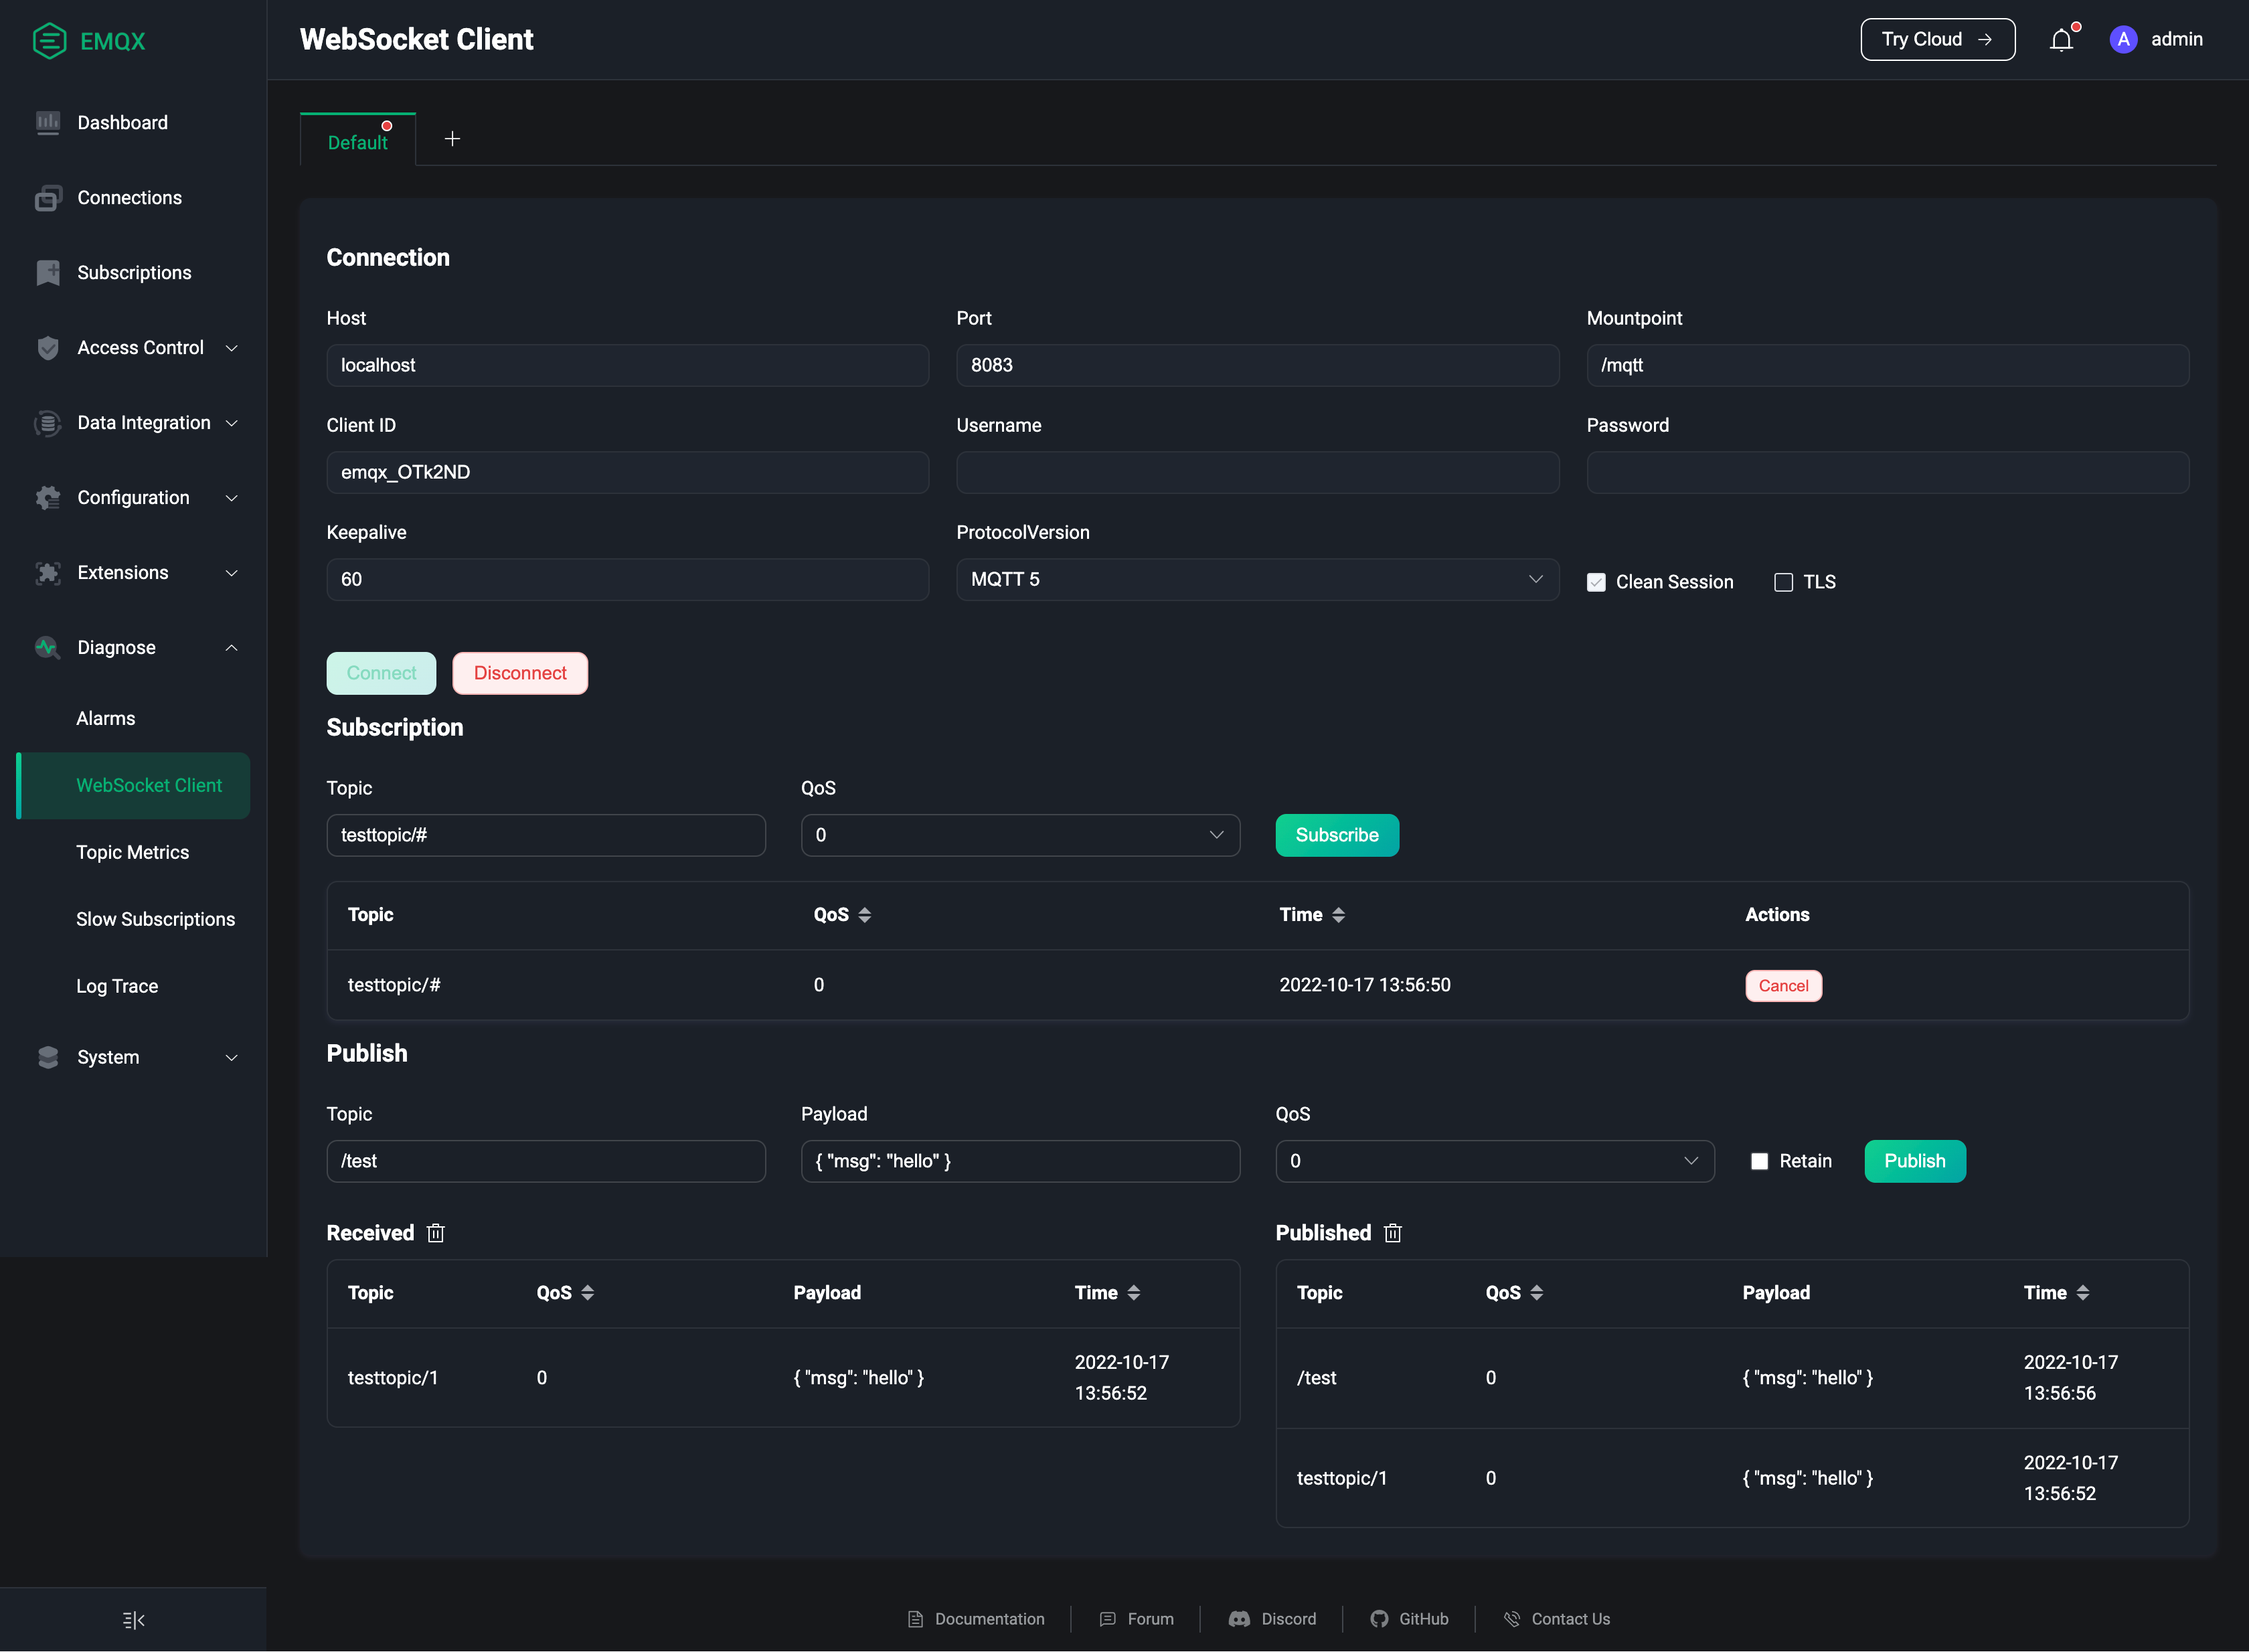 EMQX
WebSocket Client
Try Cloud →
A admin
Dashboard
Connections
Subscriptions
Access Control
Data Integration
Configuration
Extensions
Diagnose
Alarms
WebSocket Client
Topic Metrics
Slow Subscriptions
Log Trace
System
Default +
Connection
Host Port Mountpoint
localhost 8083 /mqtt
Client ID Username Password
emqx_OTk2ND
Keepalive ProtocolVersion
60 MQTT 5 Clean Session TLS
Connect Disconnect
Subscription
Topic QoS
testtopic/# 0 Subscribe
Topic QoS Time Actions
testtopic/# 0 2022-10-17 13:56:50 Cancel
Publish
Topic Payload QoS
/test { "msg": "hello" } 0 Retain Publish
Received
Topic QoS Payload Time
testtopic/1 0 { "msg": "hello" } 2022-10-17
13:56:52
Published
Topic QoS Payload Time
/test 0 { "msg": "hello" } 2022-10-17
13:56:56
testtopic/1 0 { "msg": "hello" } 2022-10-17
13:56:52
Documentation Forum Discord GitHub Contact Us